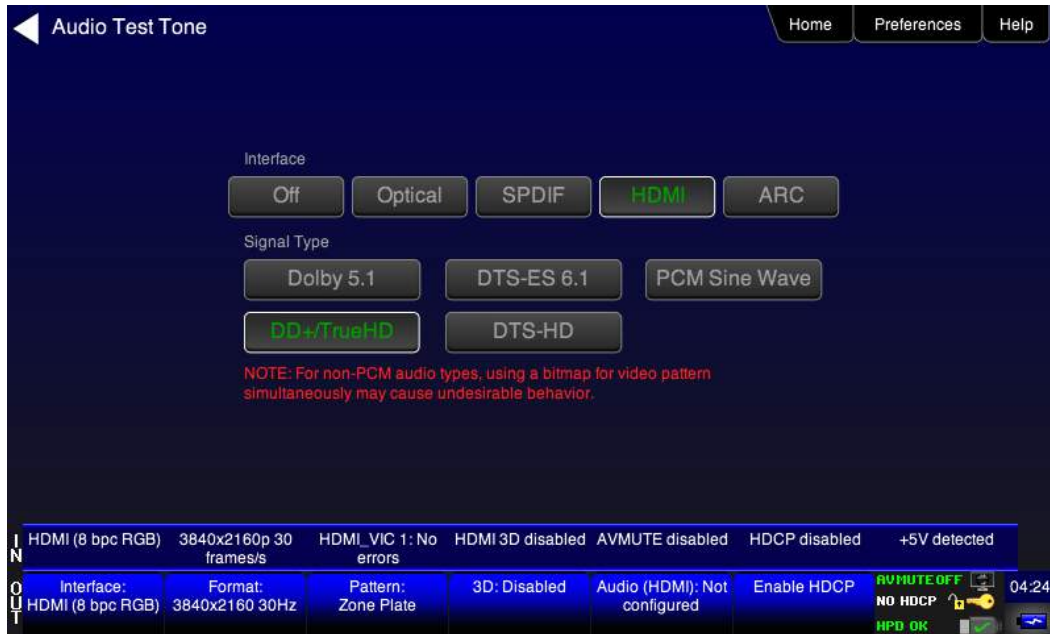 Audio Test Tone
Home
Preferences
Help
Interface
Off
Optical
SPDIF
HDMI
ARC
Signal Type
Dolby 5.1
DTS-ES 6.1
PCM Sine Wave
DD+/TrueHD
DTS-HD
NOTE: For non-PCM audio types, using a bitmap for video pattern
simultaneously may cause undesirable behavior.
IN
HDMI (8 bpc RGB)
3840x2160p 30
frames/s
HDMI_VIC 1: No
errors
HDMI 3D disabled
AVMUTE disabled
HDCP disabled
+5V detected
OUT
Interface:
HDMI (8 bpc RGB)
Format:
3840x2160 30Hz
Pattern:
Zone Plate
3D: Disabled
Audio (HDMI): Not
configured
Enable HDCP
AVMUTE OFF
NO HDCP
HPD OK
04:24